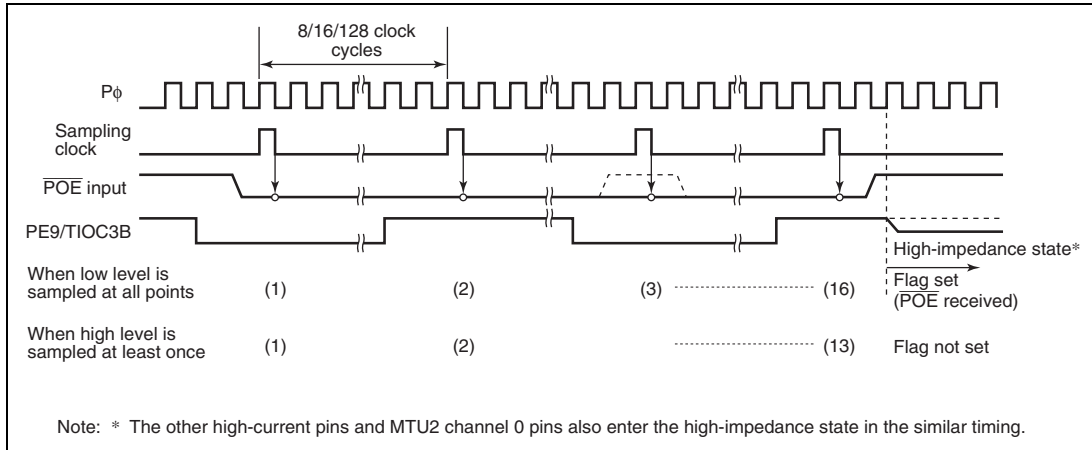 8/16/128 clock
cycles
Pϕ
Sampling
clock
POE input
PE9/TIOC3B
High-impedance state*
When low level is
sampled at all points
(1) (2) (3) (16)
Flag set
(POE received)
When high level is
sampled at least once
(1) (2) (13)
Flag not set
Note: * The other high-current pins and MTU2 channel 0 pins also enter the high-impedance state in the similar timing.